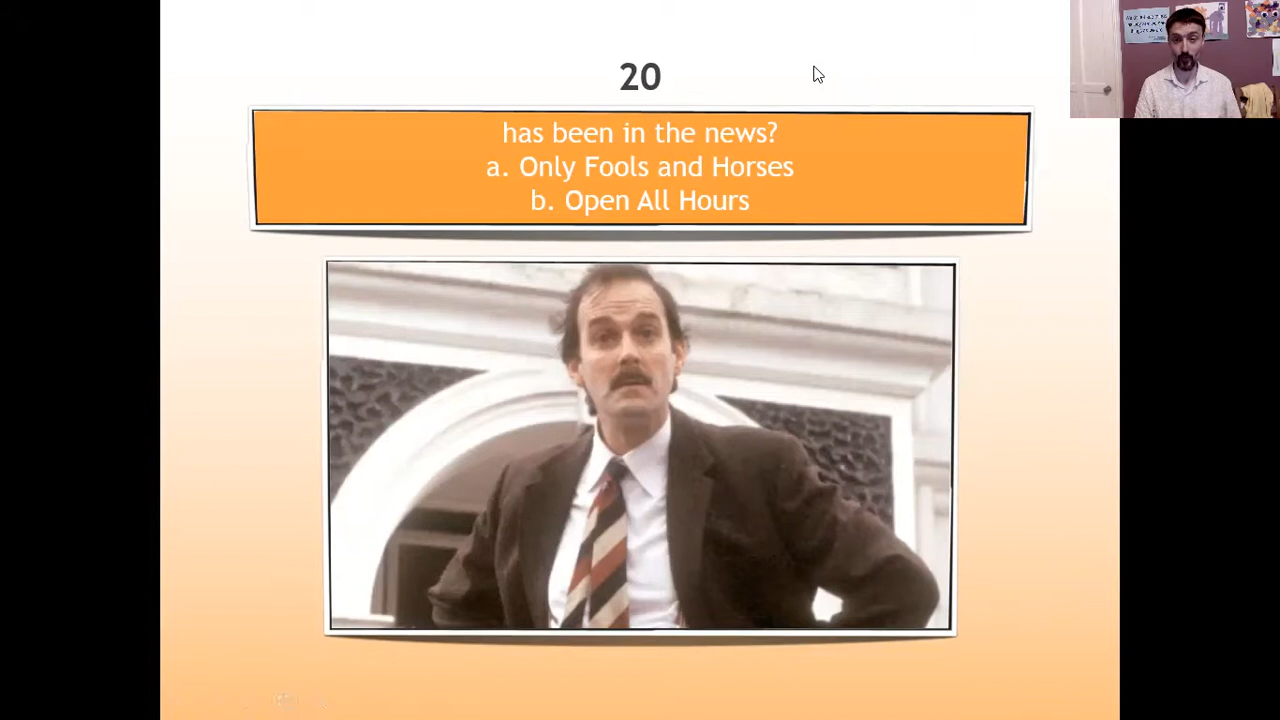 20
has been in the news?
a. Only Fools and Horses
b. Open All Hours